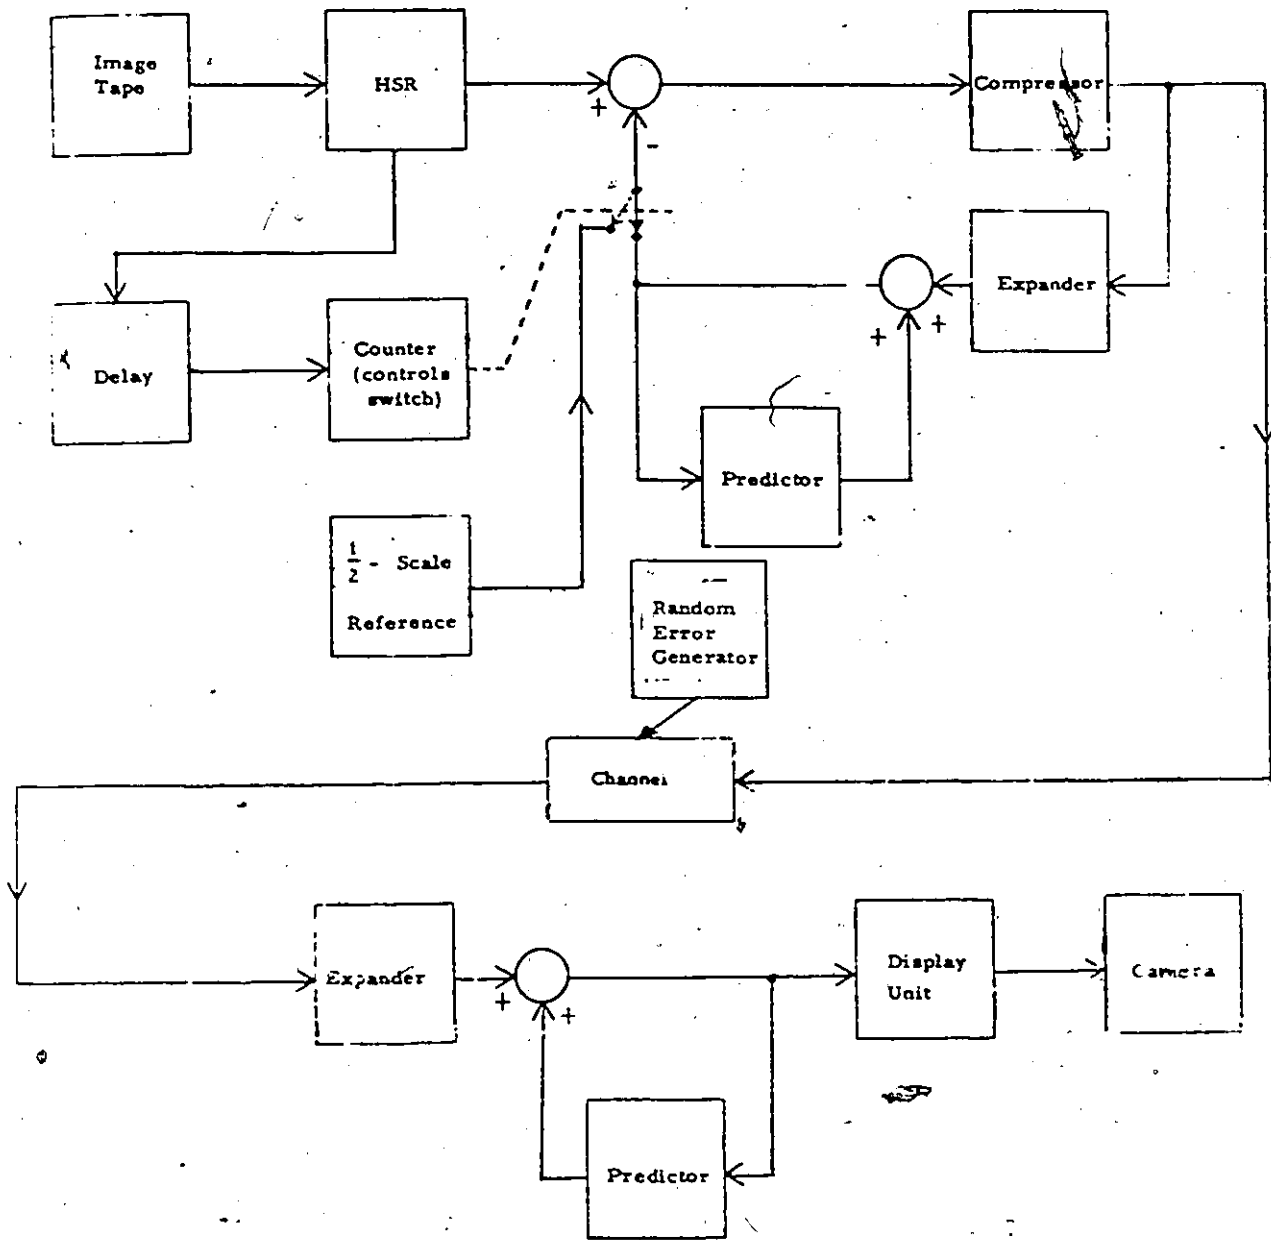 Image
Tape
HSR
+
-
Compressor
Expander
+
+
Delay
Counter
(controls
switch)
Predictor
1/2 - Scale
Reference
Random
Error
Generator
Channel
Expander
+
+
Display
Unit
Camera
Predictor